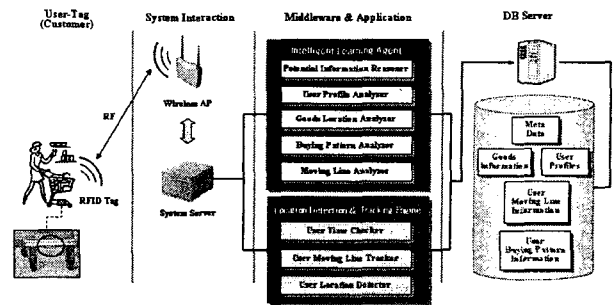 User-Tag
(Customer)
System Interaction
Middleware & Application
DB Server
RF
RFID Tag
Wireless AP
System Server
Intelligent Learning Agent
Potential Information Reasoner
User Profile Analyzer
Goods Location Analyzer
Buying Pattern Analyzer
Moving Line Analyzer
Location Detection & Tracking Engine
User Time Checker
User Moving Line Tracker
User Location Detector
Meta
Data
Goods
Information
User
Profiles
User
Moving Line
Information
User
Buying Pattern
Information